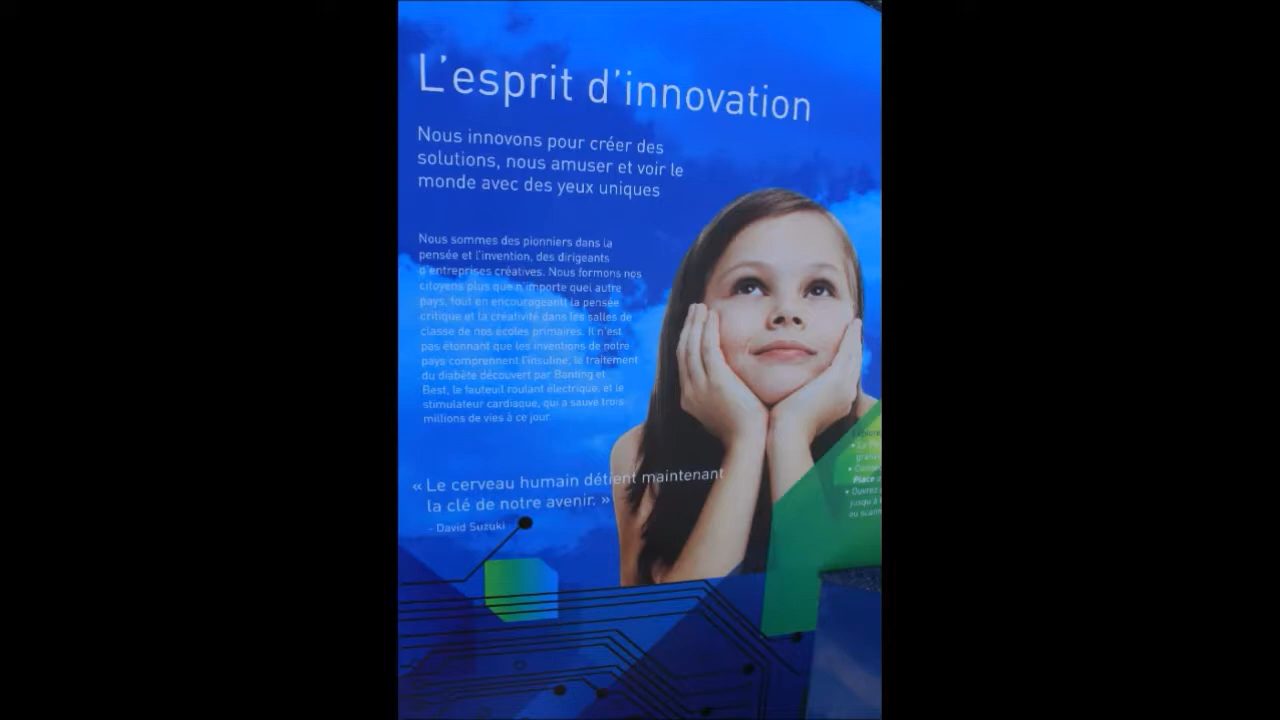 L'esprit d'innovation
Nous innovons pour créer des
solutions, nous amuser et voir le
monde avec des yeux uniques
Nous sommes des pionniers dans la
pensée et l'invention, des dirigeants
d'entreprises créatives. Nous formons nos
citoyens plus que n'importe quel autre
pays, tout en encourageant la pensée
critique et la créativité dans les salles de
classe de nos écoles primaires. Il n'est
pas étonnant que les inventions de notre
pays comprennent l'insuline, le traitement
du diabète découvert par Banting et
Best, le fauteuil roulant électrique, et le
stimulateur cardiaque, qui a sauvé trois
millions de vies à ce jour.
« Le cerveau humain détient maintenant
la clé de notre avenir. »
- David Suzuki
Place
• Ouvrez
jusqu'à
ou